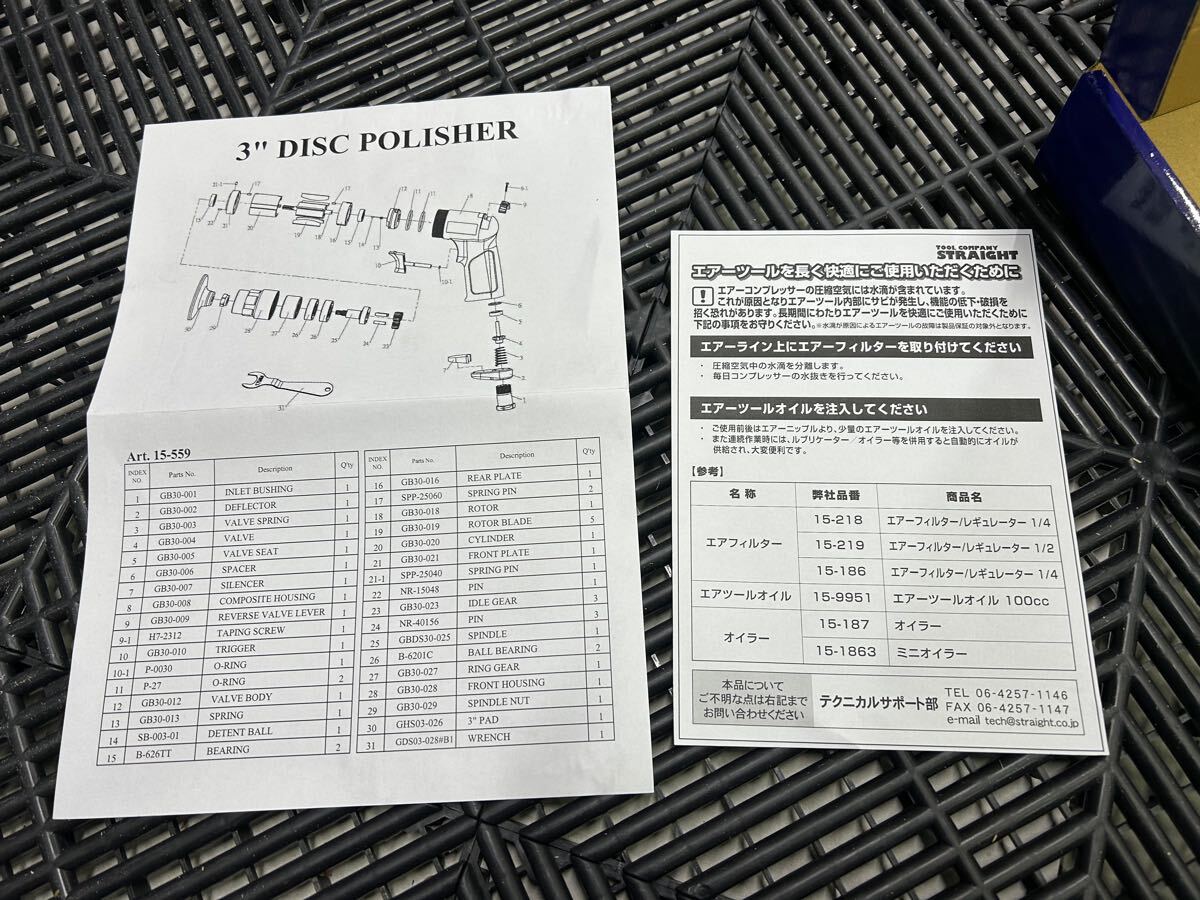 3" DISC POLISHER
Art. 15-559
INDEX NO. Parts No. Description Q'ty
1 GB30-001 INLET BUSHING 1
2 GB30-002 DEFLECTOR 1
3 GB30-003 VALVE SPRING 1
4 GB30-004 VALVE 1
5 GB30-005 VALVE SEAT 1
6 GB30-006 SPACER 1
7 GB30-007 SILENCER 1
8 GB30-008 COMPOSITE HOUSING 1
9 GB30-009 REVERSE VALVE LEVER 1
9-1 H7-2312 TAPING SCREW 1
10 GB30-010 TRIGGER 1
10-1 P-0030 O-RING 1
11 P-27 O-RING 2
12 GB30-012 VALVE BODY 1
13 GB30-013 SPRING 1
14 SB-003-01 DETENT BALL 1
15 B-626TT BEARING 2
INDEX NO. Parts No. Description Q'ty
16 GB30-016 REAR PLATE 1
17 SPP-25060 SPRING PIN 2
18 GB30-018 ROTOR 1
19 GB30-019 ROTOR BLADE 5
20 GB30-020 CYLINDER 1
21 GB30-021 FRONT PLATE 1
21-1 SPP-25040 SPRING PIN 1
22 NR-15048 PIN 1
23 GB30-023 IDLE GEAR 3
24 NR-40156 PIN 3
25 GBDS30-025 SPINDLE 1
26 B-6201C BALL BEARING 2
27 GB30-027 RING GEAR 1
28 GB30-028 FRONT HOUSING 1
29 GB30-029 SPINDLE NUT 1
30 GHS03-026 3" PAD 1
31 GDS03-028#B1 WRENCH 1
TOOL COMPANY
STRAIGHT
エアーツールを長く快適にご使用いただくために
エアーコンプレッサーの圧縮空気には水滴が含まれています。
これが原因となりエアーツール内部にサビが発生し、機能の低下・破損を
招く恐れがあります。長期間にわたりエアーツールを快適にご使用いただくために
下記の事項をお守りください。※水滴が原因によるエアーツールの故障は製品保証の対象外となります。
エアーライン上にエアーフィルターを取り付けてください
・ 圧縮空気中の水滴を分離します。
・ 毎日コンプレッサーの水抜きを行ってください。
エアーツールオイルを注入してください
・ ご使用前後はエアーニップルより、少量のエアーツールオイルを注入してください。
・ また連続作業時には、ルブリケーター/オイラー等を併用すると自動的にオイルが
供給され、大変便利です。
【参考】
名 称 弊社品番 商品名
エアフィルター
15-218 エアーフィルター/レギュレーター 1/4
15-219 エアーフィルター/レギュレーター 1/2
15-186 エアーフィルター/レギュレーター 1/4
エアツールオイル 15-9951 エアーツールオイル 100cc
オイラー
15-187 オイラー
15-1863 ミニオイラー
本品について
ご不明な点は右記まで
お問い合わせください
テクニカルサポート部
TEL 06-4257-1146
FAX 06-4257-1147
e-mail tech@straight.co.jp